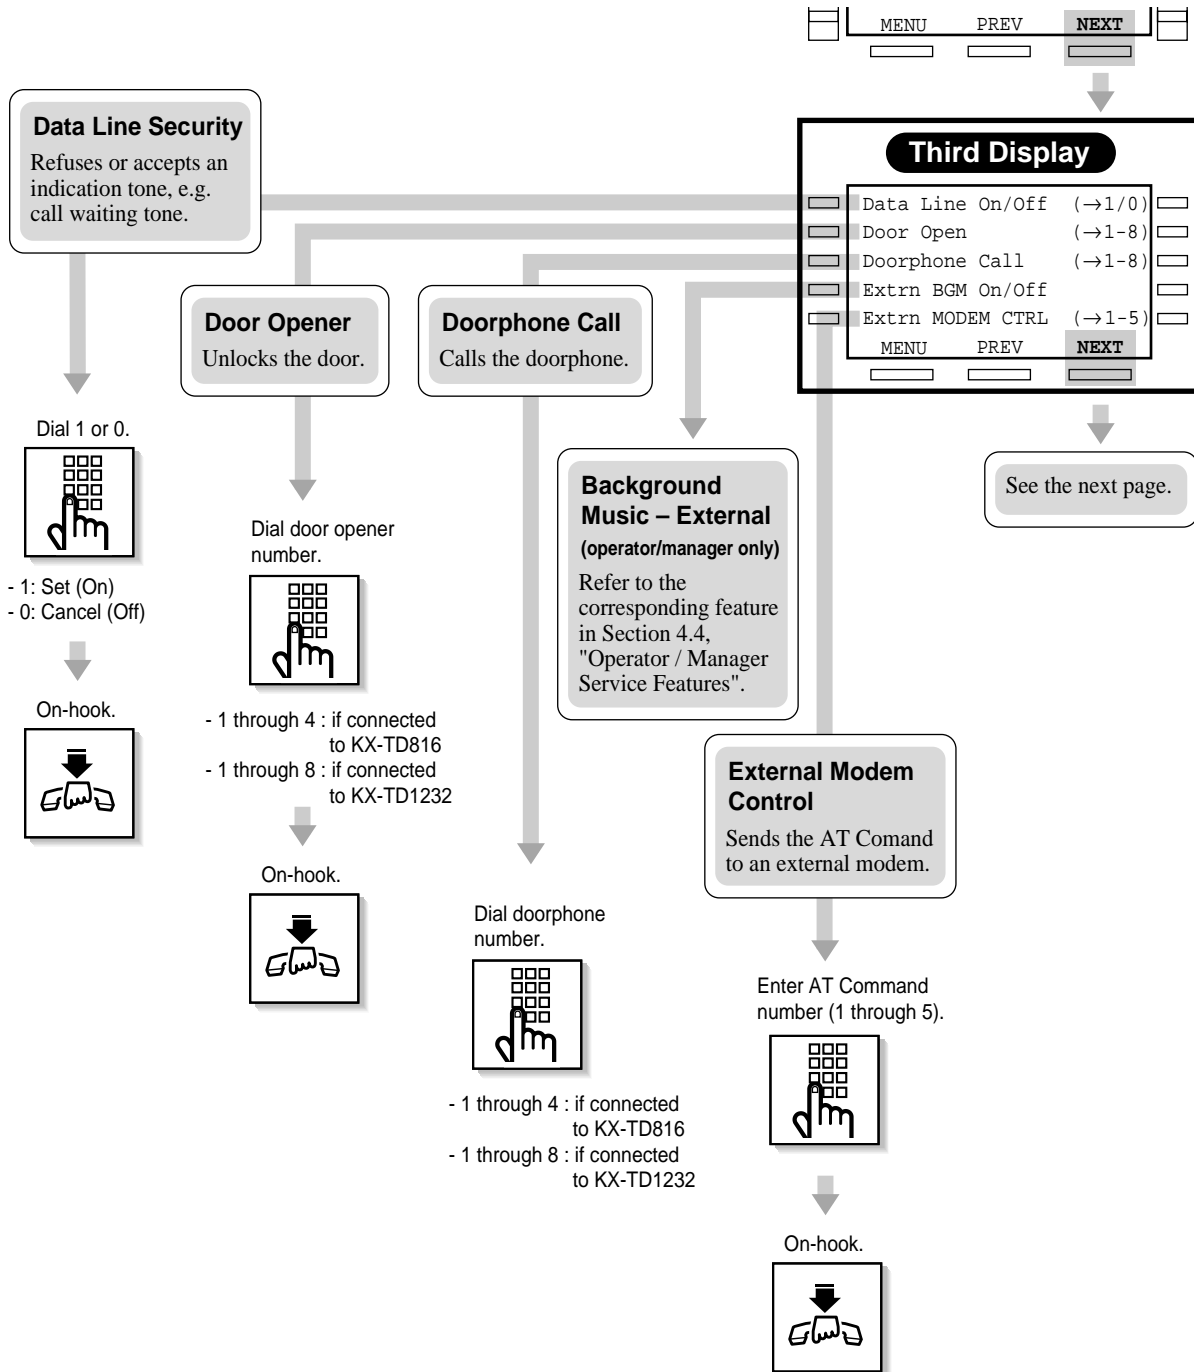 MENU PREV NEXT
Third Display
Data Line On/Off (→1/0)
Door Open (→1-8)
Doorphone Call (→1-8)
Extrn BGM On/Off
Extrn MODEM CTRL (→1-5)
MENU PREV NEXT
See the next page.
Data Line Security
Refuses or accepts an
indication tone, e.g.
call waiting tone.
Dial 1 or 0.
- 1: Set (On)
- 0: Cancel (Off)
On-hook.
Door Opener
Unlocks the door.
Dial door opener
number.
- 1 through 4 : if connected
to KX-TD816
- 1 through 8 : if connected
to KX-TD1232
On-hook.
Doorphone Call
Calls the doorphone.
Dial doorphone
number.
- 1 through 4 : if connected
to KX-TD816
- 1 through 8 : if connected
to KX-TD1232
Background
Music – External
(operator/manager only)
Refer to the
corresponding feature
in Section 4.4,
"Operator / Manager
Service Features".
External Modem
Control
Sends the AT Comand
to an external modem.
Enter AT Command
number (1 through 5).
On-hook.